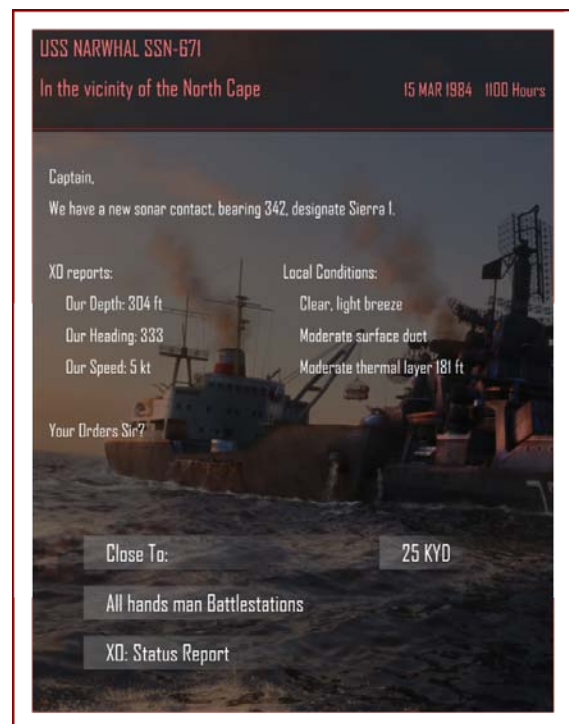 USS NARWHAL SSN-671
In the vicinity of the North Cape
15 MAR 1984 1100 Hours
Captain,
We have a new sonar contact, bearing 342, designate Sierra 1.
XO reports:
Our Depth: 304 ft
Our Heading: 333
Our Speed: 5 kt
Local Conditions:
Clear, light breeze
Moderate surface duct
Moderate thermal layer 181 ft
Your Orders Sir?
Close To: 25 KYD
All hands man Battlestations
XO: Status Report